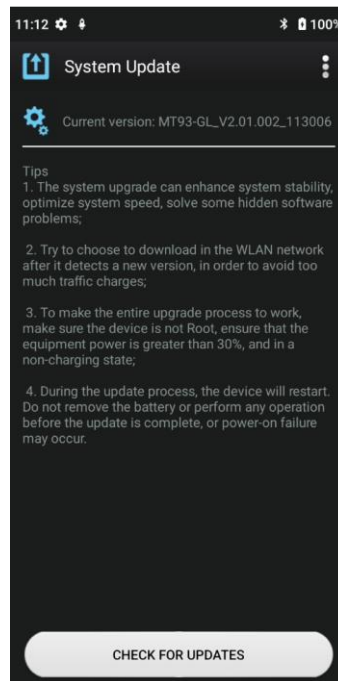 11:12 100%
System Update
Current version: MT93-GL_V2.01.002_113006
Tips
1. The system upgrade can enhance system stability,
optimize system speed, solve some hidden software
problems;
2. Try to choose to download in the WLAN network
after it detects a new version, in order to avoid too
much traffic charges;
3. To make the entire upgrade process to work,
make sure the device is not Root, ensure that the
equipment power is greater than 30%, and in a
non-charging state;
4. During the update process, the device will restart.
Do not remove the battery or perform any operation
before the update is complete, or power-on failure
may occur.
CHECK FOR UPDATES